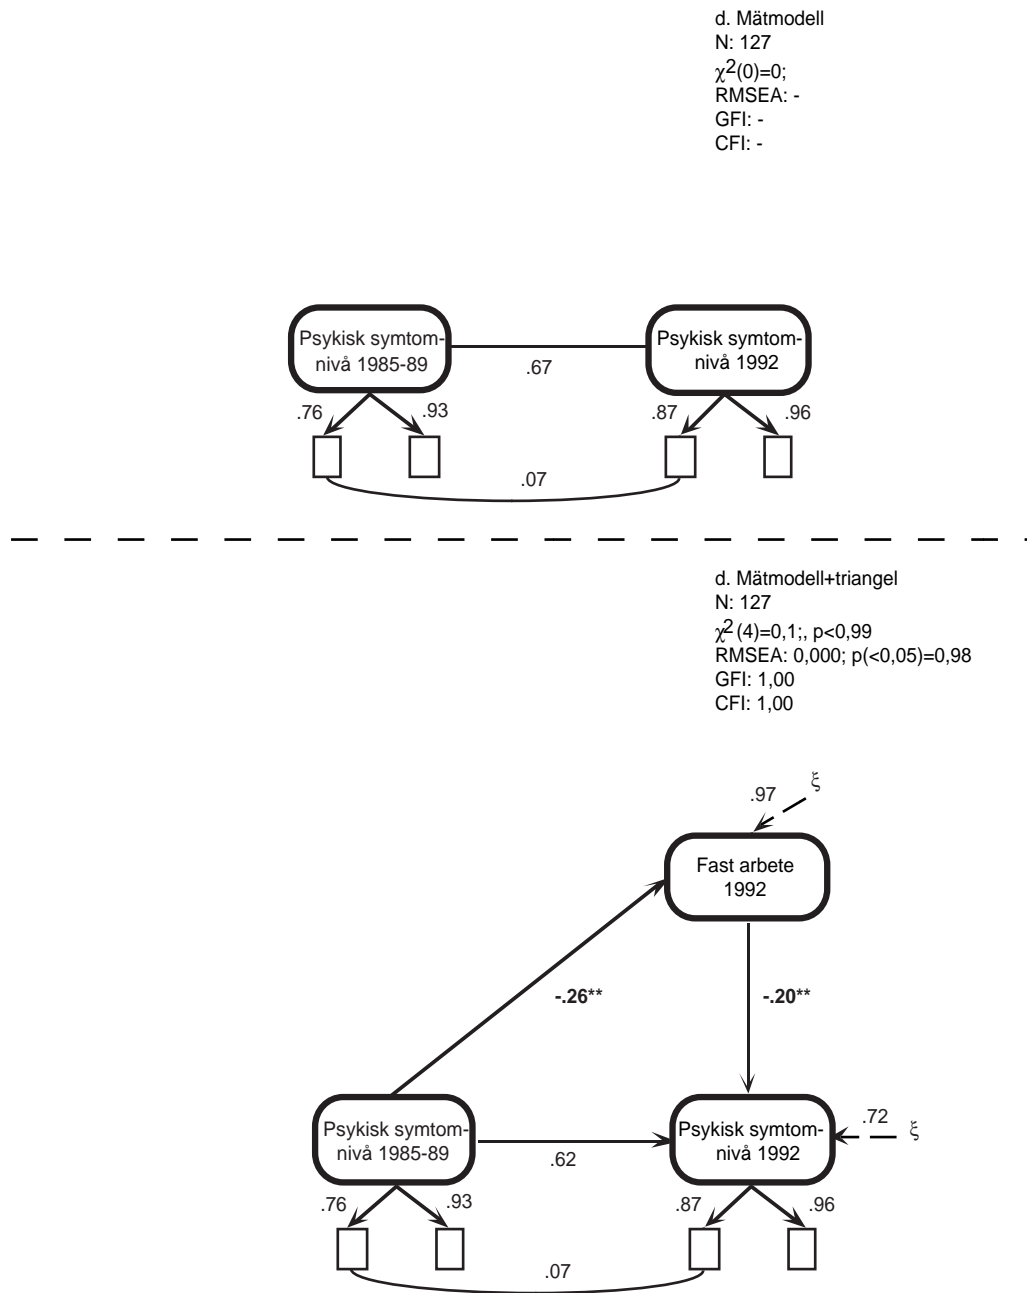 d. Mätmodell
N: 127
χ2(0)=0;
RMSEA: -
GFI: -
CFI: -
Psykisk symtom-
nivå 1985-89
Psykisk symtom-
nivå 1992
.67
.76
.93
.87
.96
.07
d. Mätmodell+triangel
N: 127
χ2(4)=0,1;, p<0,99
RMSEA: 0,000; p(<0,05)=0,98
GFI: 1,00
CFI: 1,00
ξ
.97
Fast arbete
1992
-.26**
-.20**
Psykisk symtom-
nivå 1985-89
.62
Psykisk symtom-
nivå 1992
.72
ξ
.76
.93
.87
.96
.07